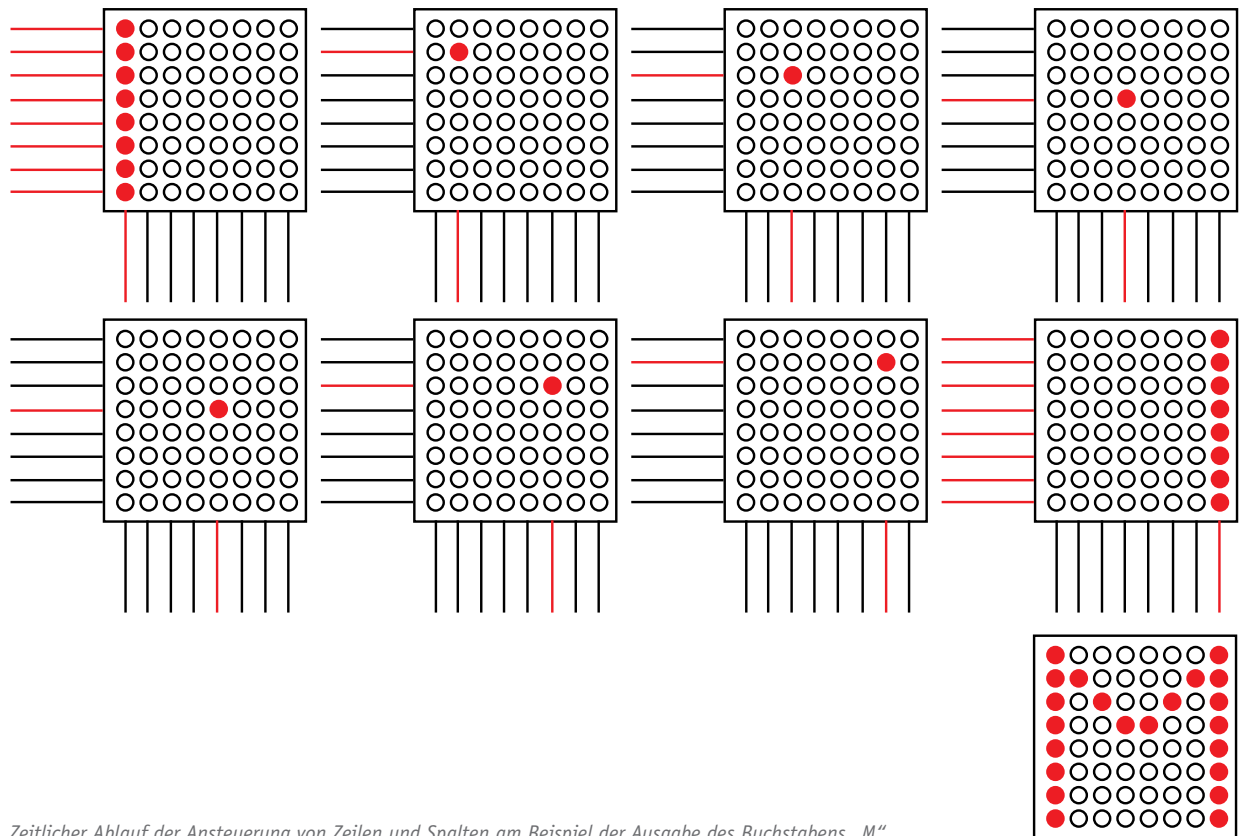 Zeitlicher Ablauf der Ansteuerung von Zeilen und Spalten am Beispiel der Ausgabe des Buchstabens „M“